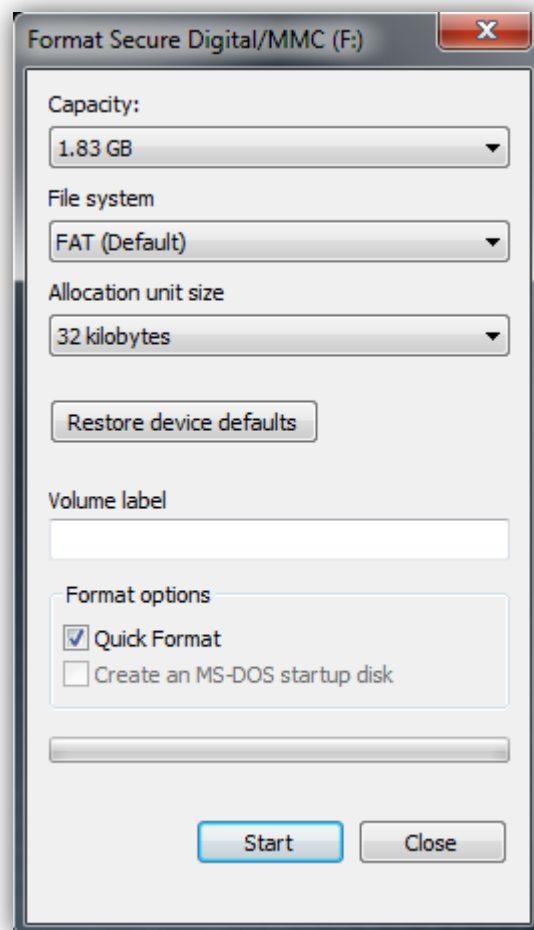 Format Secure Digital/MMC (F:)
Capacity:
1.83 GB
File system
FAT (Default)
Allocation unit size
32 kilobytes
Restore device defaults
Volume label
Format options
Quick Format
Create an MS-DOS startup disk
Start Close